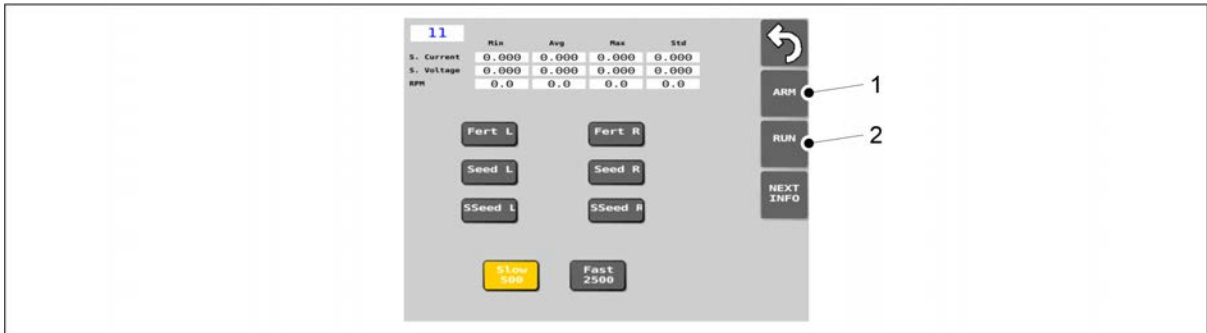 11
Min Avg Max Std
S. Current 0.000 0.000 0.000 0.000
S. Voltage 0.000 0.000 0.000 0.000
RPM 0.0 0.0 0.0 0.0
ARM 1
RUN 2
NEXT
INFO
Fert L Fert R
Seed L Seed R
SSeed L SSeed R
Slow Fast
500 2500